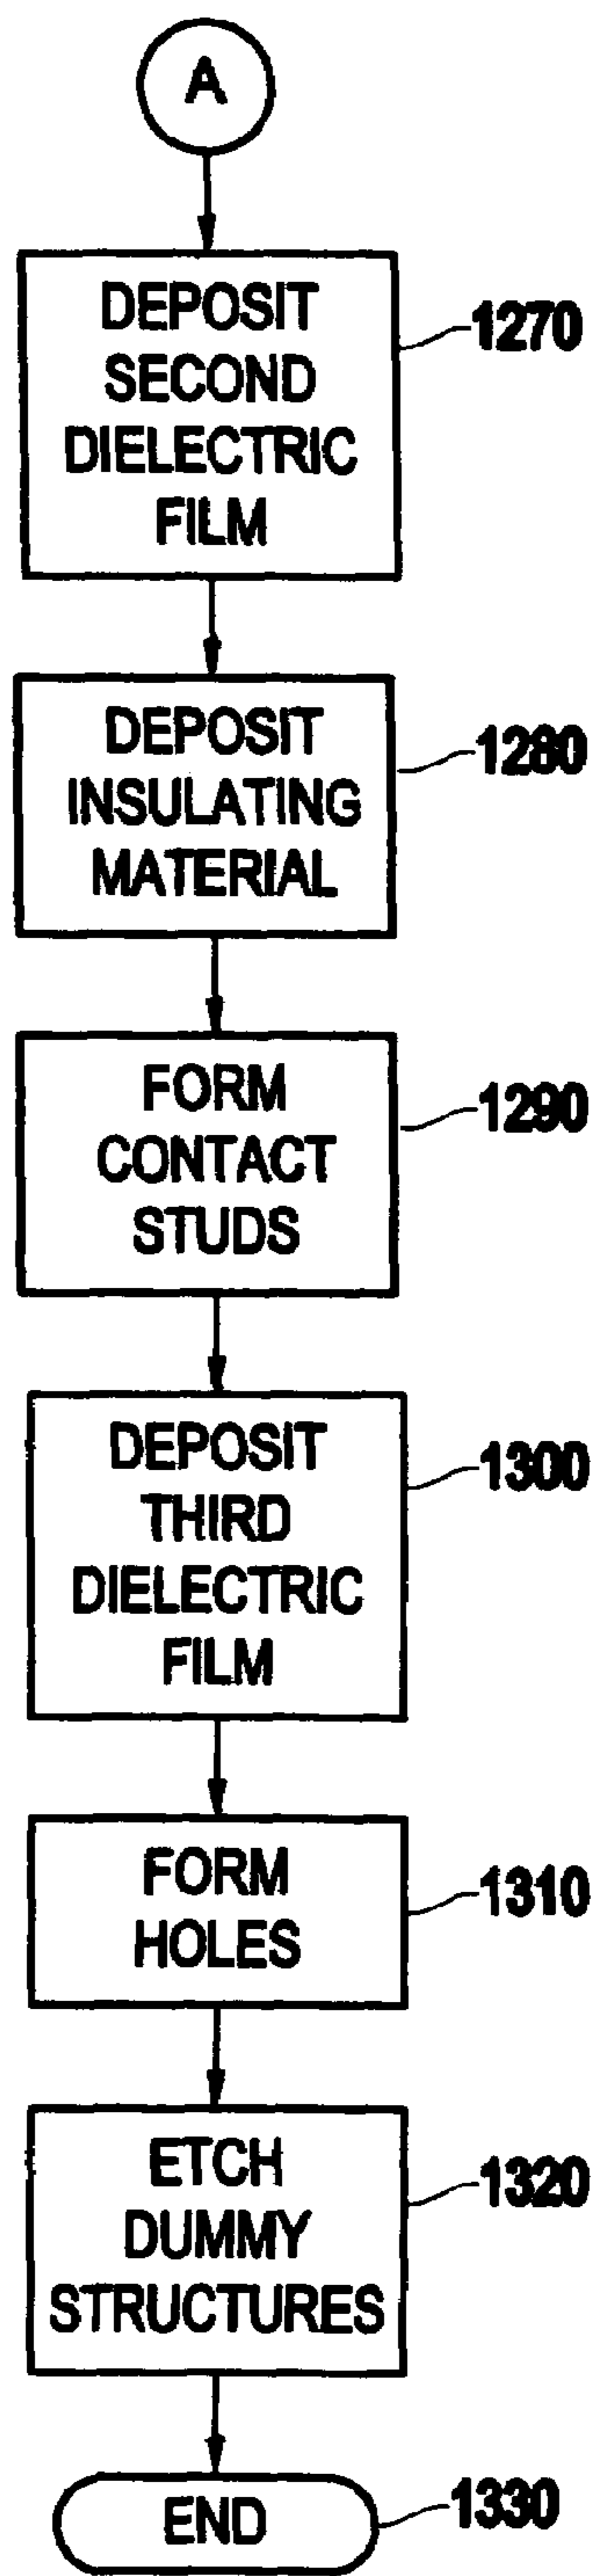 A
DEPOSIT
SECOND
DIELECTRIC
FILM
1270
DEPOSIT
INSULATING
MATERIAL
1280
FORM
CONTACT
STUDS
1290
DEPOSIT
THIRD
DIELECTRIC
FILM
1300
FORM
HOLES
1310
ETCH
DUMMY
STRUCTURES
1320
END
1330